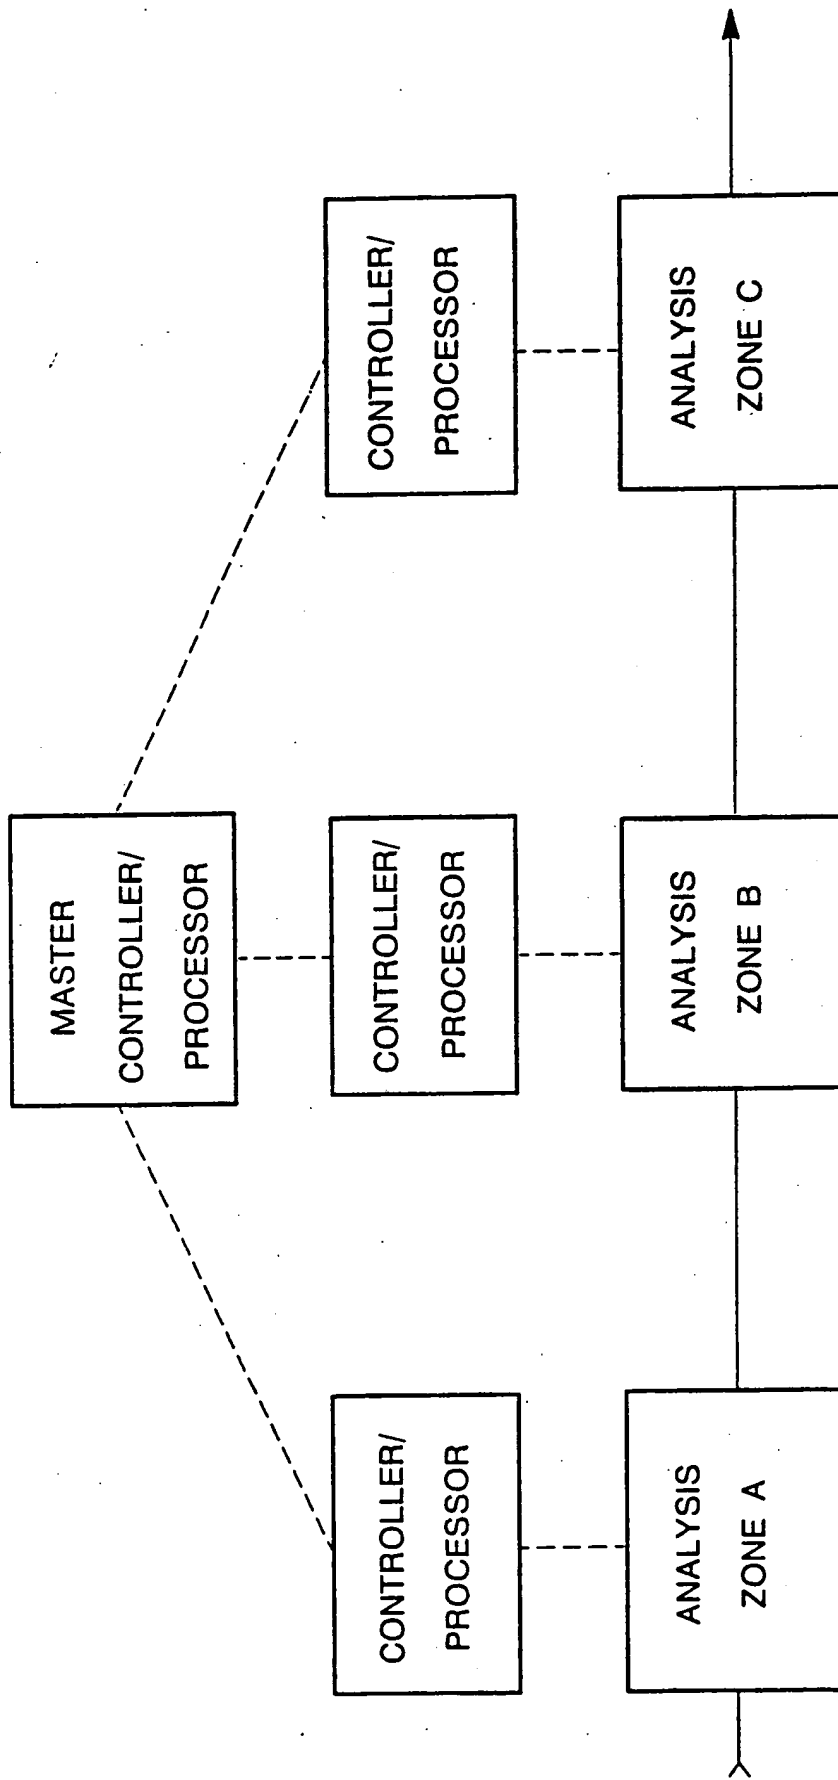 MASTER
CONTROLLER/
PROCESSOR
CONTROLLER/
PROCESSOR
CONTROLLER/
PROCESSOR
CONTROLLER/
PROCESSOR
ANALYSIS
ZONE A
ANALYSIS
ZONE B
ANALYSIS
ZONE C